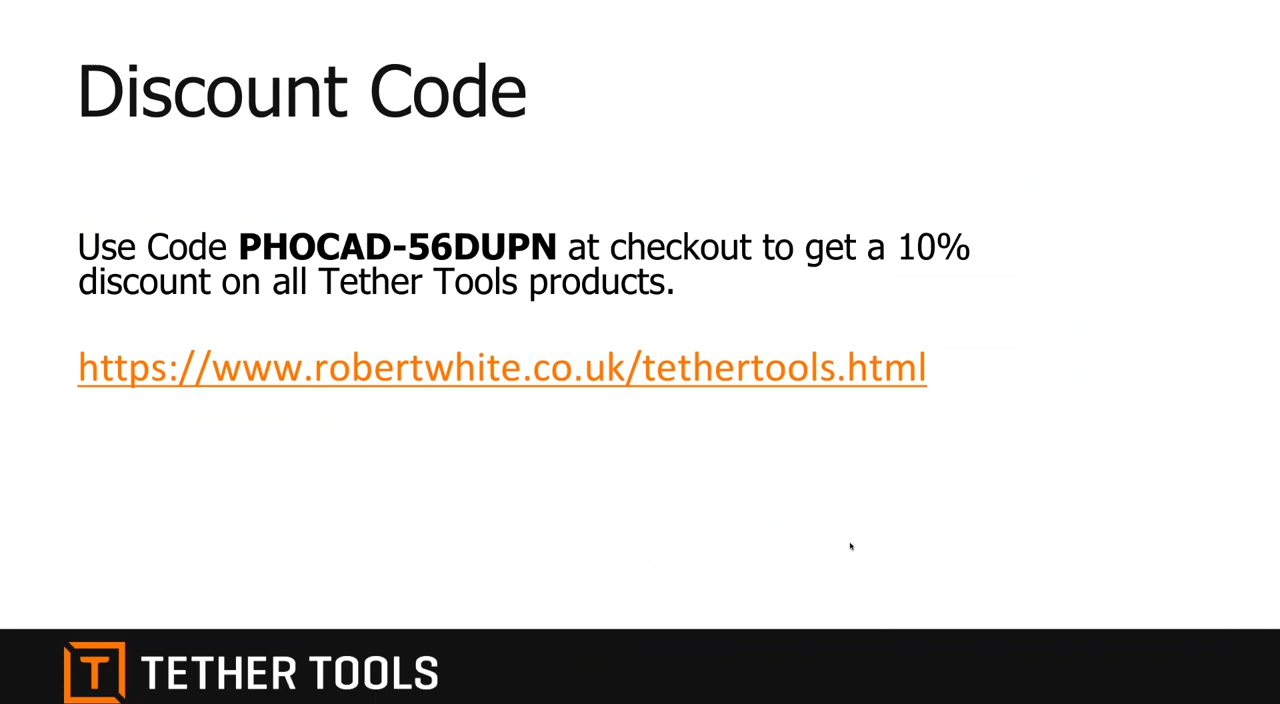 Discount Code
Use Code PHOCAD-56DUPN at checkout to get a 10%
discount on all Tether Tools products.
https://www.robertwhite.co.uk/tethertools.html
T TETHER TOOLS